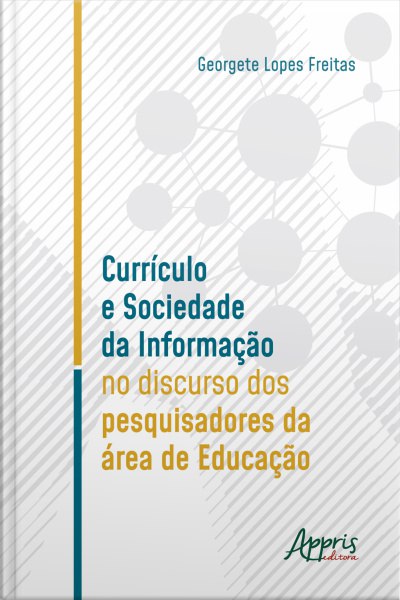 Georgete Lopes Freitas
Currículo
e Sociedade
da Informação
no discurso dos
pesquisadores da
área de Educação
Appris
editora